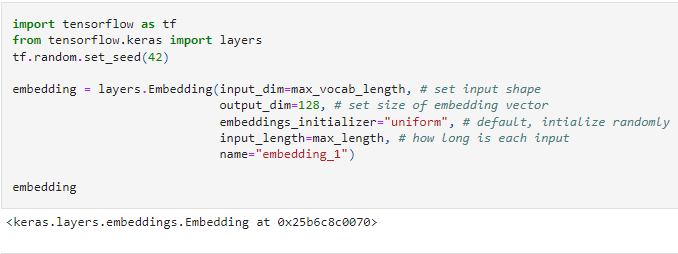 import tensorflow as tf
from tensorflow.keras import layers
tf.random.set_seed(42)
embedding = layers.Embedding(input_dim=max_vocab_length, # set input shape
output_dim=128, # set size of embedding vector
embeddings_initializer="uniform", # default, intialize randomly
input_length=max_length, # how long is each input
name="embedding_1")
embedding
<keras.layers.embeddings.Embedding at 0x25b6c8c0070>